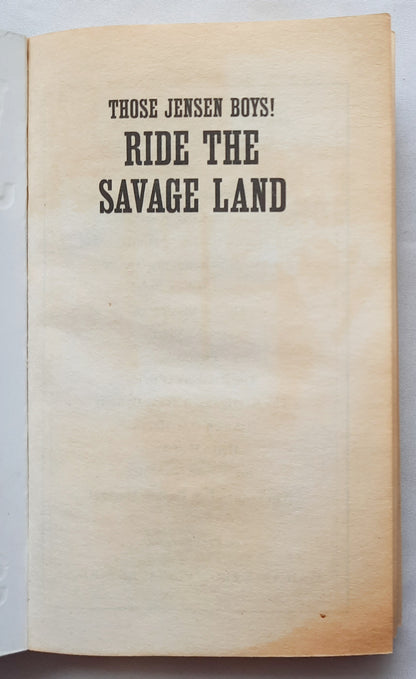 THOSE JENSEN BOYS!
RIDE THE
SAVAGE LAND